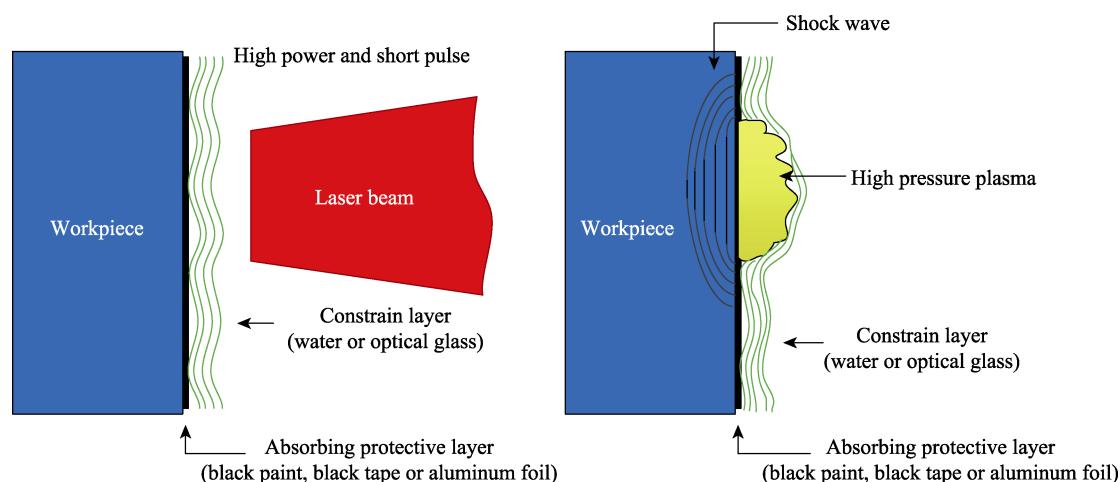 High power and short pulse
Workpiece
Laser beam
Constrain layer
(water or optical glass)
Absorbing protective layer
(black paint, black tape or aluminum foil)
Shock wave
High pressure plasma
Workpiece
Constrain layer
(water or optical glass)
Absorbing protective layer
(black paint, black tape or aluminum foil)